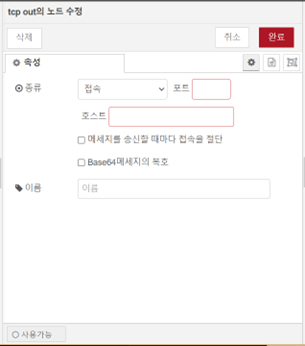 tcp out의 노드 수정
삭제 취소 완료
속성
종류 접속 포트
호스트
메세지를 송신할 때마다 접속을 절단
Base64메세지의 복호
이름 이름
사용가능